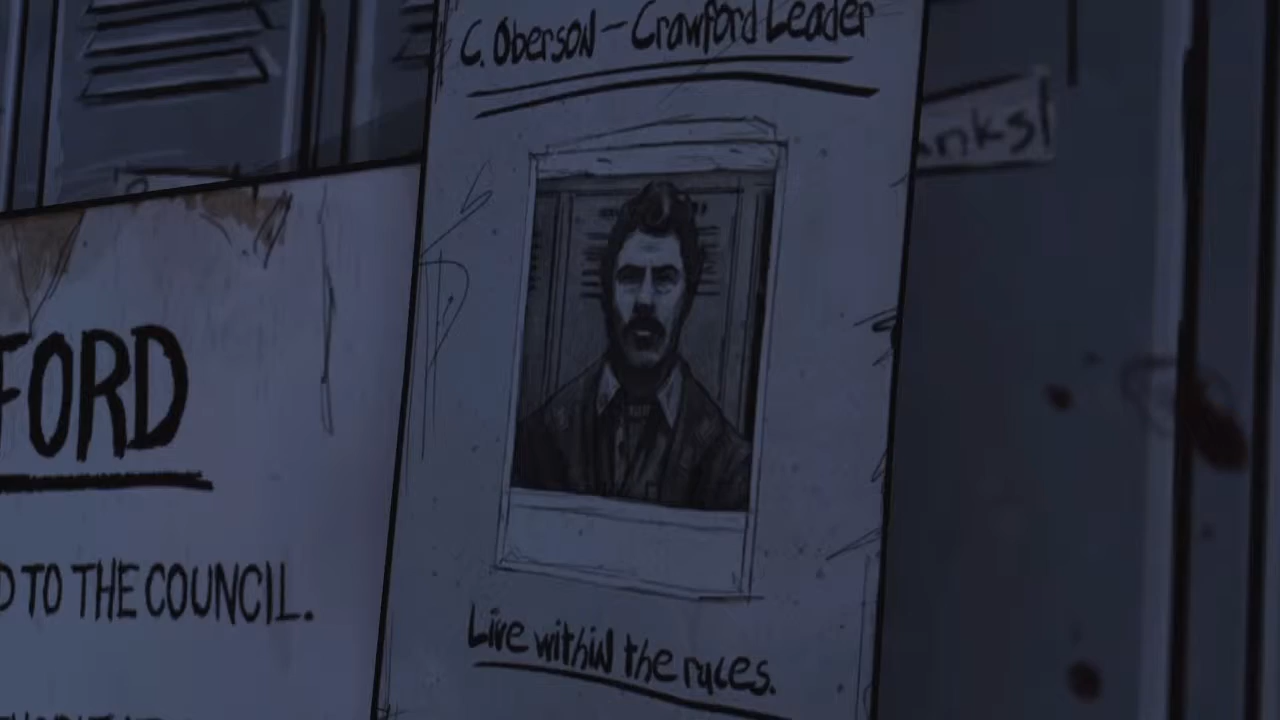 C. Oberson – Crawford Leader
anks!
FORD
D TO THE COUNCIL.
Live within the rules.